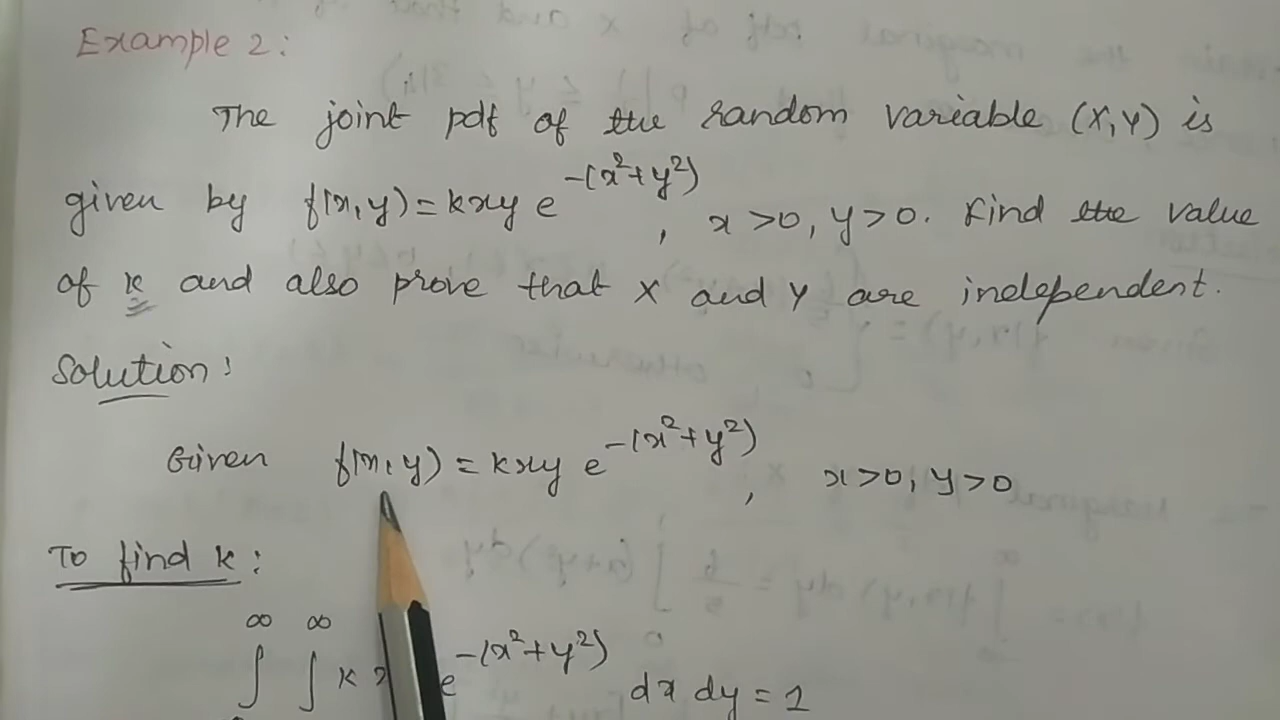 Example 2:
The joint pdf of the random variable (X,Y) is
given by f(x,y) = kxy e^-(x²+y²), x>0, y>0. Find the value
of k and also prove that X and Y are independent.
Solution:
Given f(x,y) = kxy e^-(x²+y²), x>0, y>0
To find k:
∞ ∞
∫ ∫ k x e^-(x²+y²) dx dy = 1